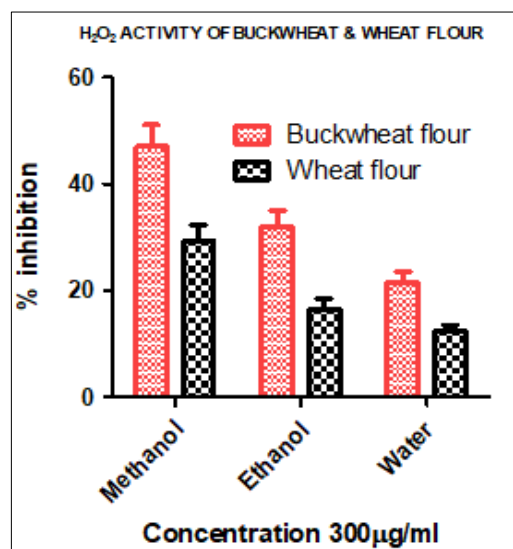 H₂O₂ ACTIVITY OF BUCKWHEAT & WHEAT FLOUR
60
40
20
0
% inhibition
Buckwheat flour
Wheat flour
Methanol
Ethanol
Water
Concentration 300µg/ml